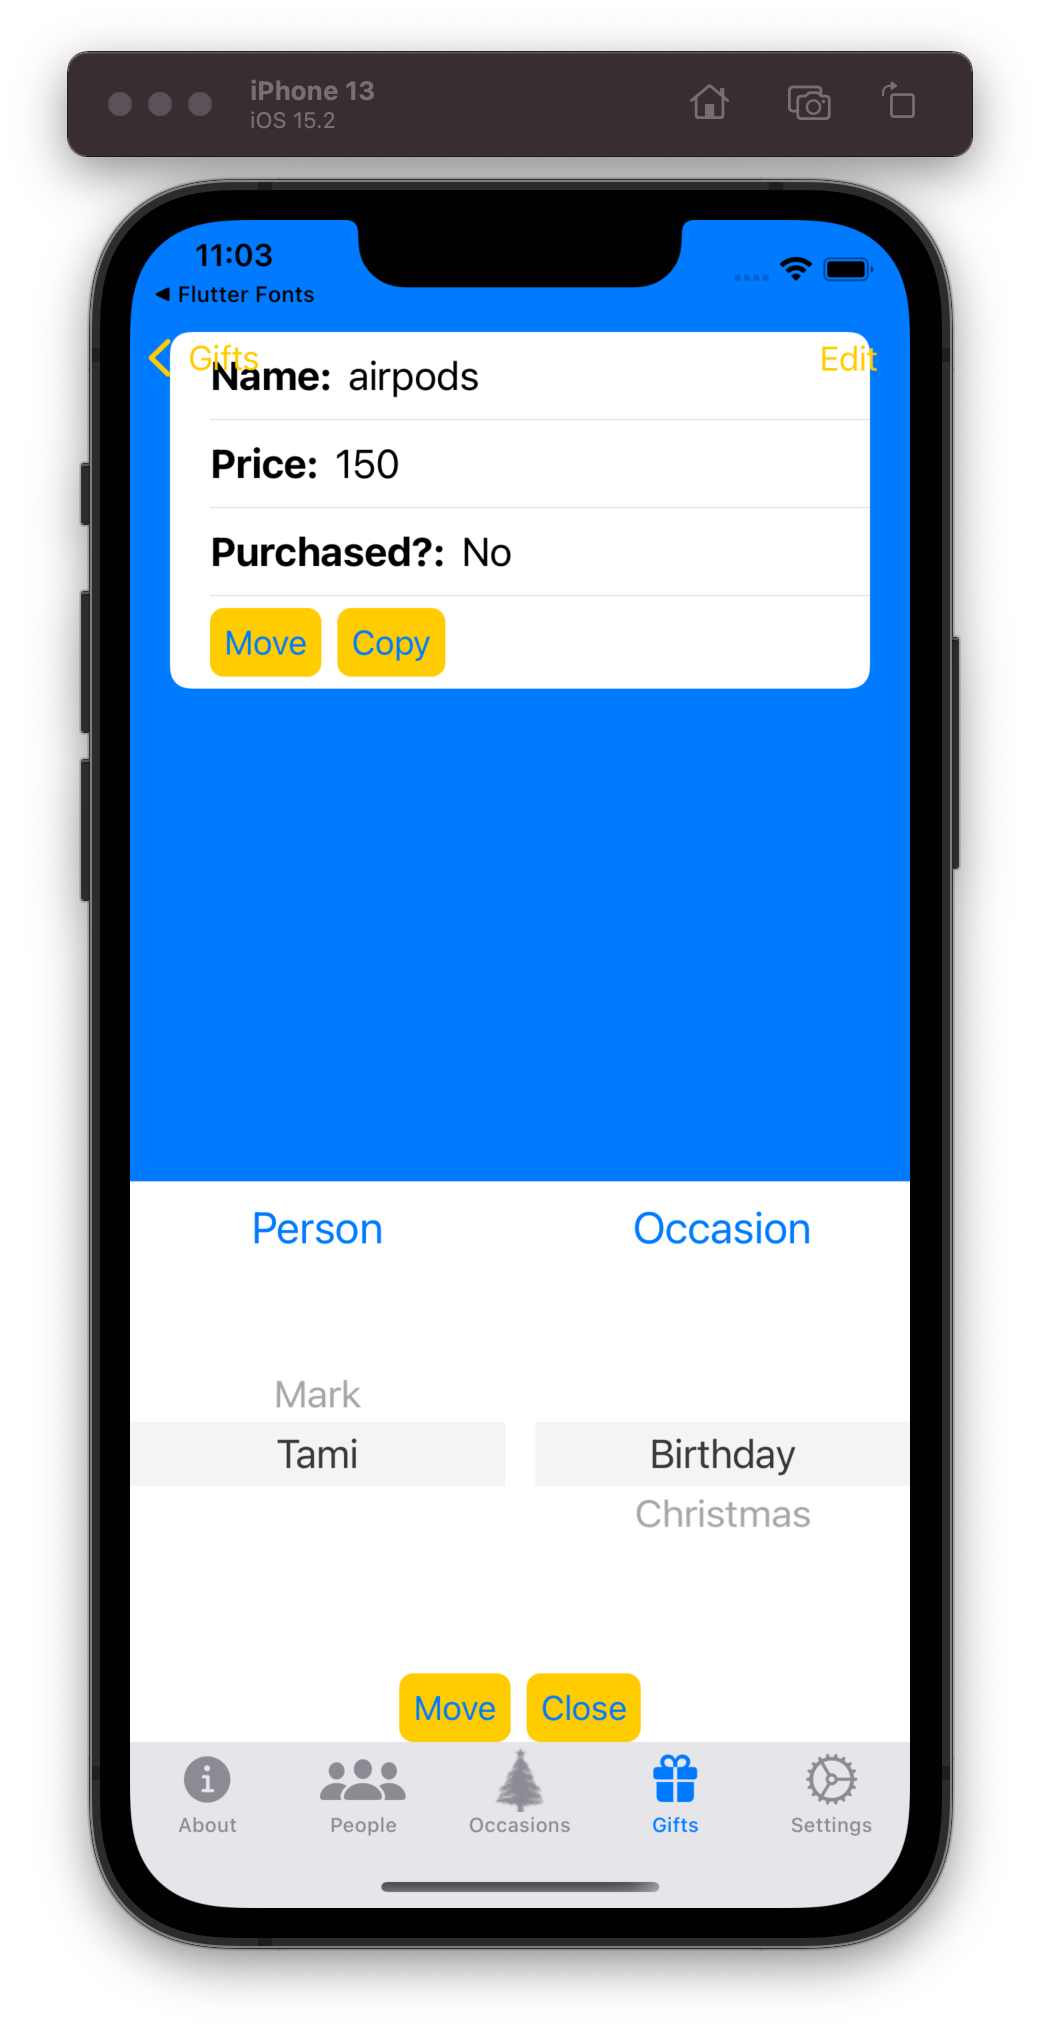 iPhone 13
iOS 15.2
11:03
Flutter Fonts
Gifts
Edit
Name: airpods
Price: 150
Purchased?: No
Move Copy
Person Occasion
Mark
Tami Birthday
Christmas
Move Close
About People Occasions Gifts Settings